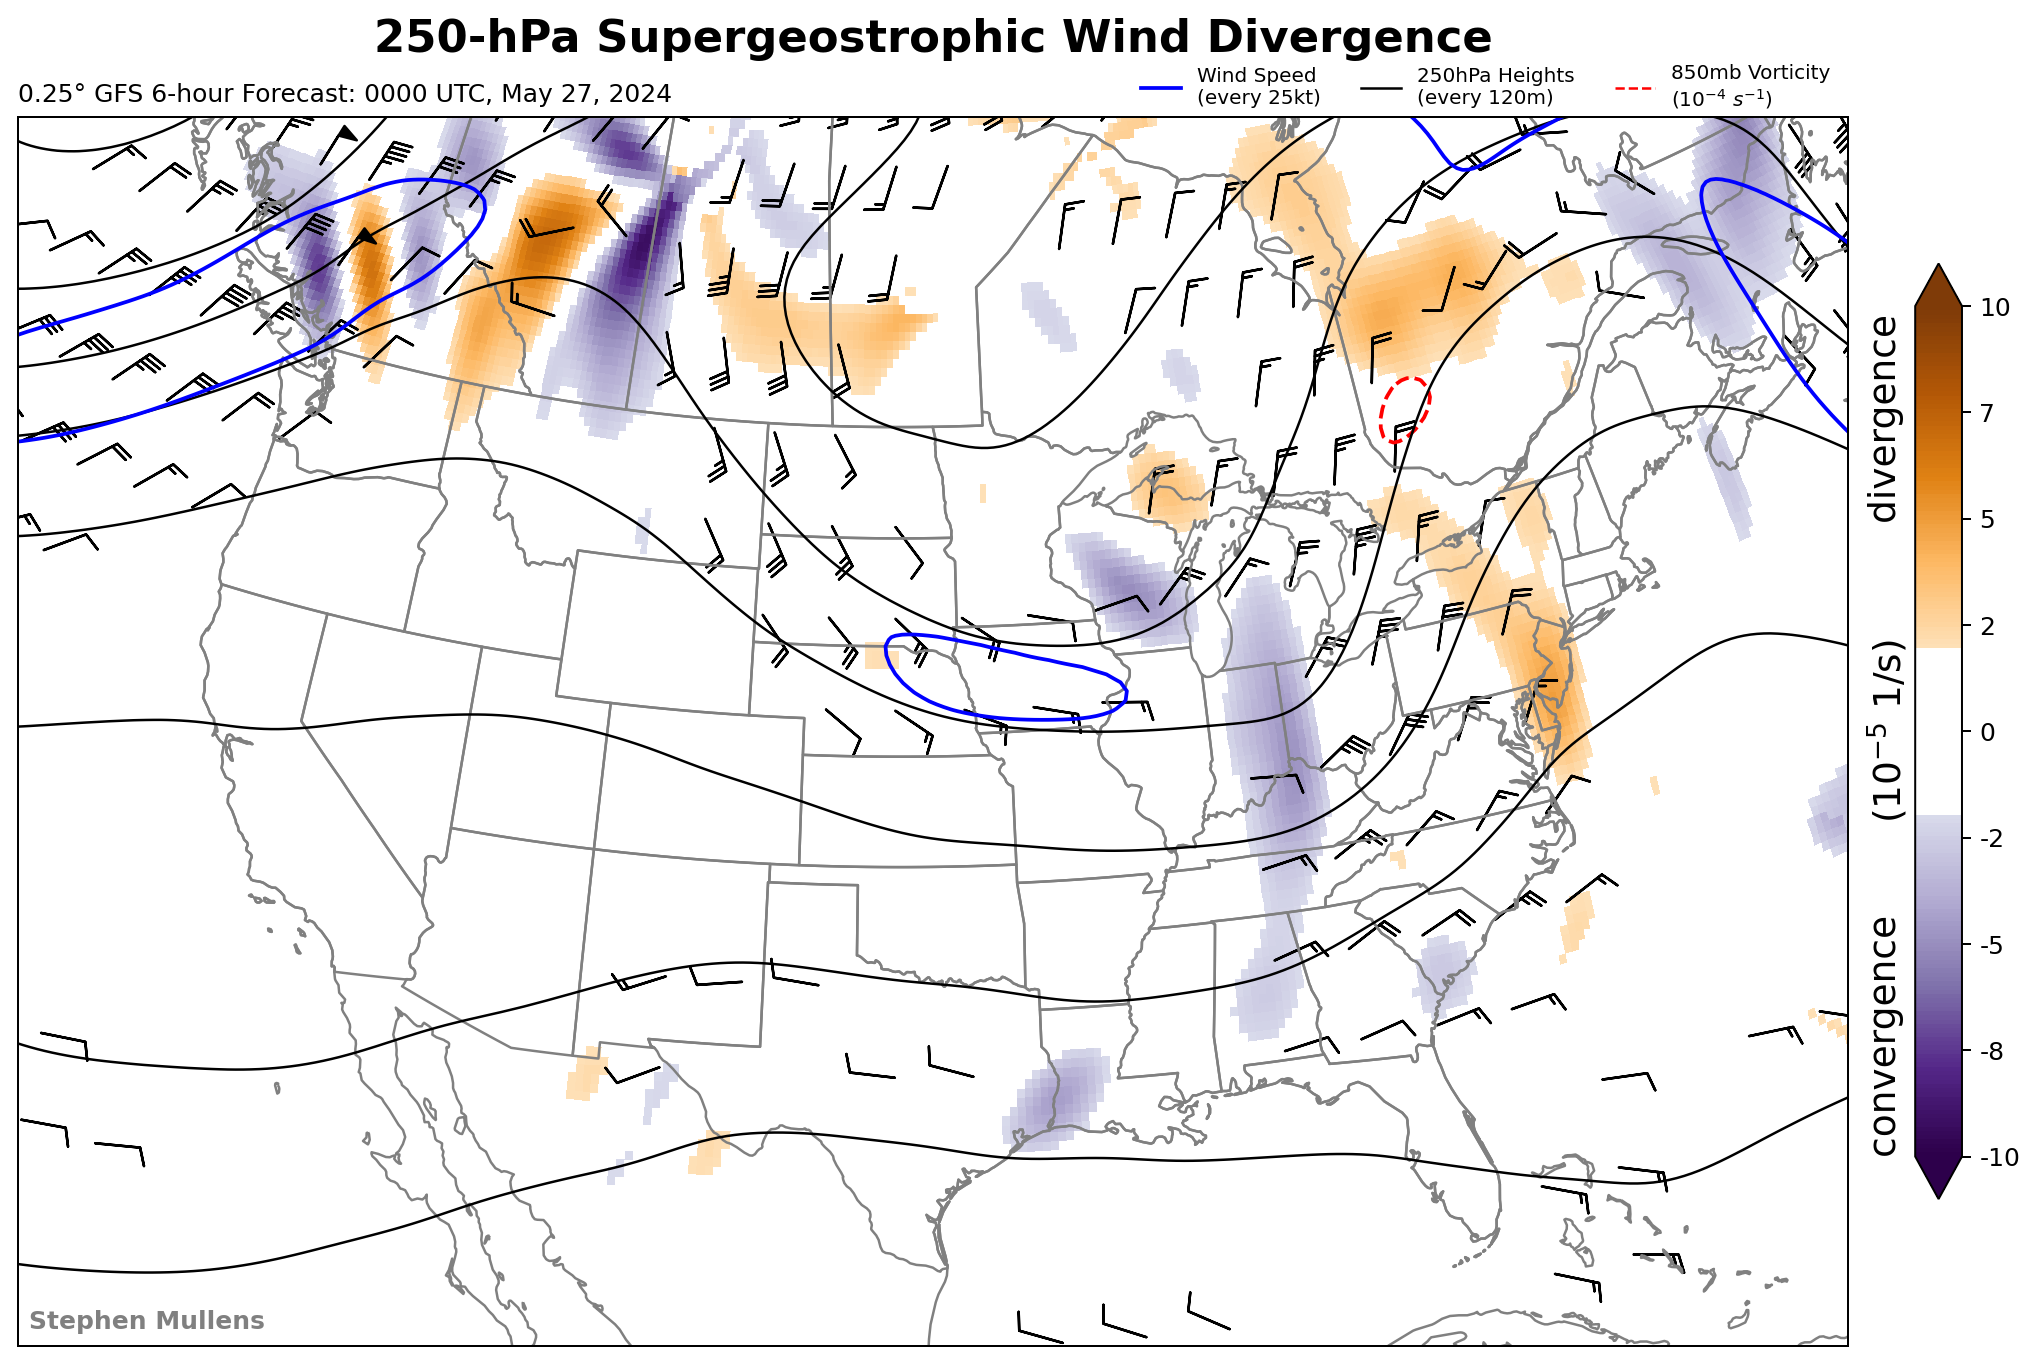 250-hPa Supergeostrophic Wind Divergence
0.25° GFS 6-hour Forecast: 0000 UTC, May 27, 2024
Wind Speed
(every 25kt)
250hPa Heights
(every 120m)
850mb Vorticity
(10⁻⁴ s⁻¹)
10
7
5
2
0
-2
-5
-8
-10
convergence (10⁻⁵ 1/s) divergence
Stephen Mullens